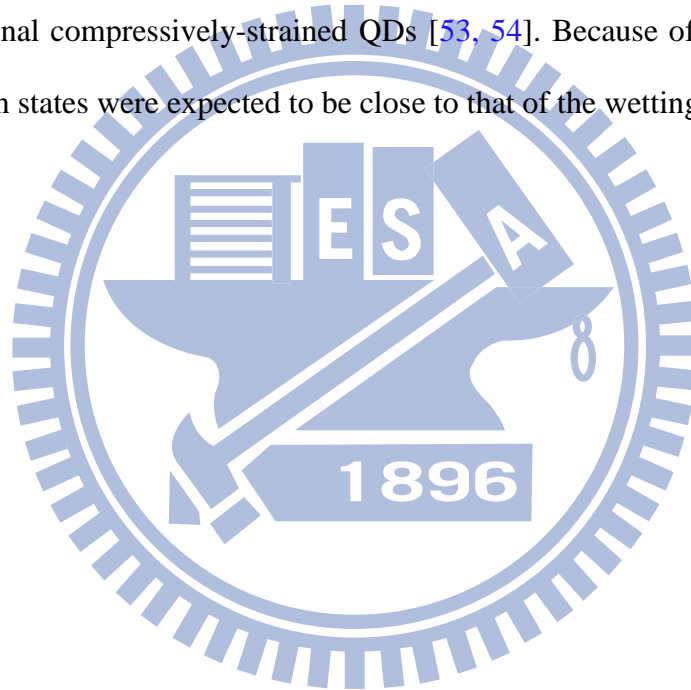 nal compressively-strained QDs [53, 54]. Because of
n states were expected to be close to that of the wetting
E S A
1896